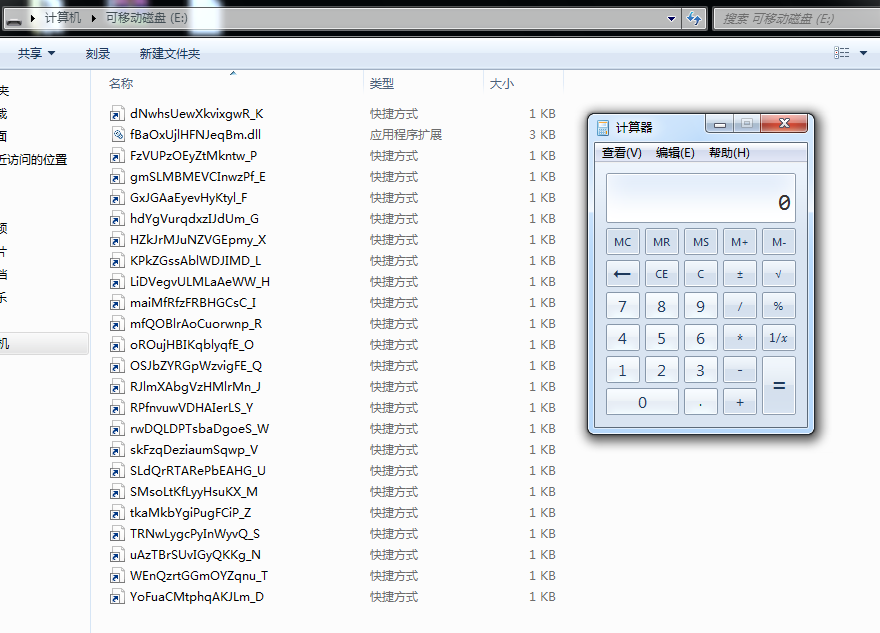 计算机 ▸ 可移动磁盘 (E:)
搜索 可移动磁盘 (E:)
共享 刻录 新建文件夹
名称 类型 大小
夹
载
面
近访问的位置
频
片
档
乐
机
dNwhsUewXkvixgwR_K 快捷方式 1 KB
fBaOxUjlHFNJeqBm.dll 应用程序扩展 3 KB
FzVUPzOEyZtMkntw_P 快捷方式 1 KB
gmSLMBMEVCInwzPf_E 快捷方式 1 KB
GxJGAaEyevHyKtyl_F 快捷方式 1 KB
hdYgVurqdxzIJdUm_G 快捷方式 1 KB
HZkJrMJuNZVGEpmy_X 快捷方式 1 KB
KPkZGssAblWDJIMD_L 快捷方式 1 KB
LiDVegvULMLaAeWW_H 快捷方式 1 KB
maiMfRfzFRBHGCsC_I 快捷方式 1 KB
mfQOBlrAoCuorwnp_R 快捷方式 1 KB
oROujHBIKqblyqfE_O 快捷方式 1 KB
OSJbZYRGpWzvigFE_Q 快捷方式 1 KB
RJlmXAbgVzHMlrMn_J 快捷方式 1 KB
RPfnvuwVDHAIerLS_Y 快捷方式 1 KB
rwDQLDPTsbaDgoeS_W 快捷方式 1 KB
skFzqDeziaumSqwp_V 快捷方式 1 KB
SLdQrRTARePbEAHG_U 快捷方式 1 KB
SMsoLtKfLyyHsuKX_M 快捷方式 1 KB
tkaMkbYgiPugFCiP_Z 快捷方式 1 KB
TRNwLygcPyInWyvQ_S 快捷方式 1 KB
uAzTBrSUvIGyQKKg_N 快捷方式 1 KB
WEnQzrtGGmOYZqnu_T 快捷方式 1 KB
YoFuaCMtphqAKJLm_D 快捷方式 1 KB
计算器
查看(V) 编辑(E) 帮助(H)
0
MC MR MS M+ M-
← CE C ± √
7 8 9 / %
4 5 6 * 1/x
1 2 3 - =
0 . +